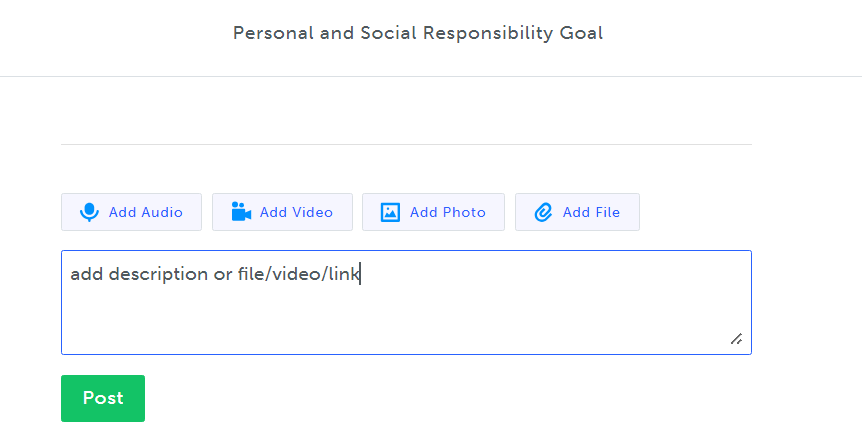 Personal and Social Responsibility Goal
Add Audio Add Video Add Photo Add File
add description or file/video/link
Post